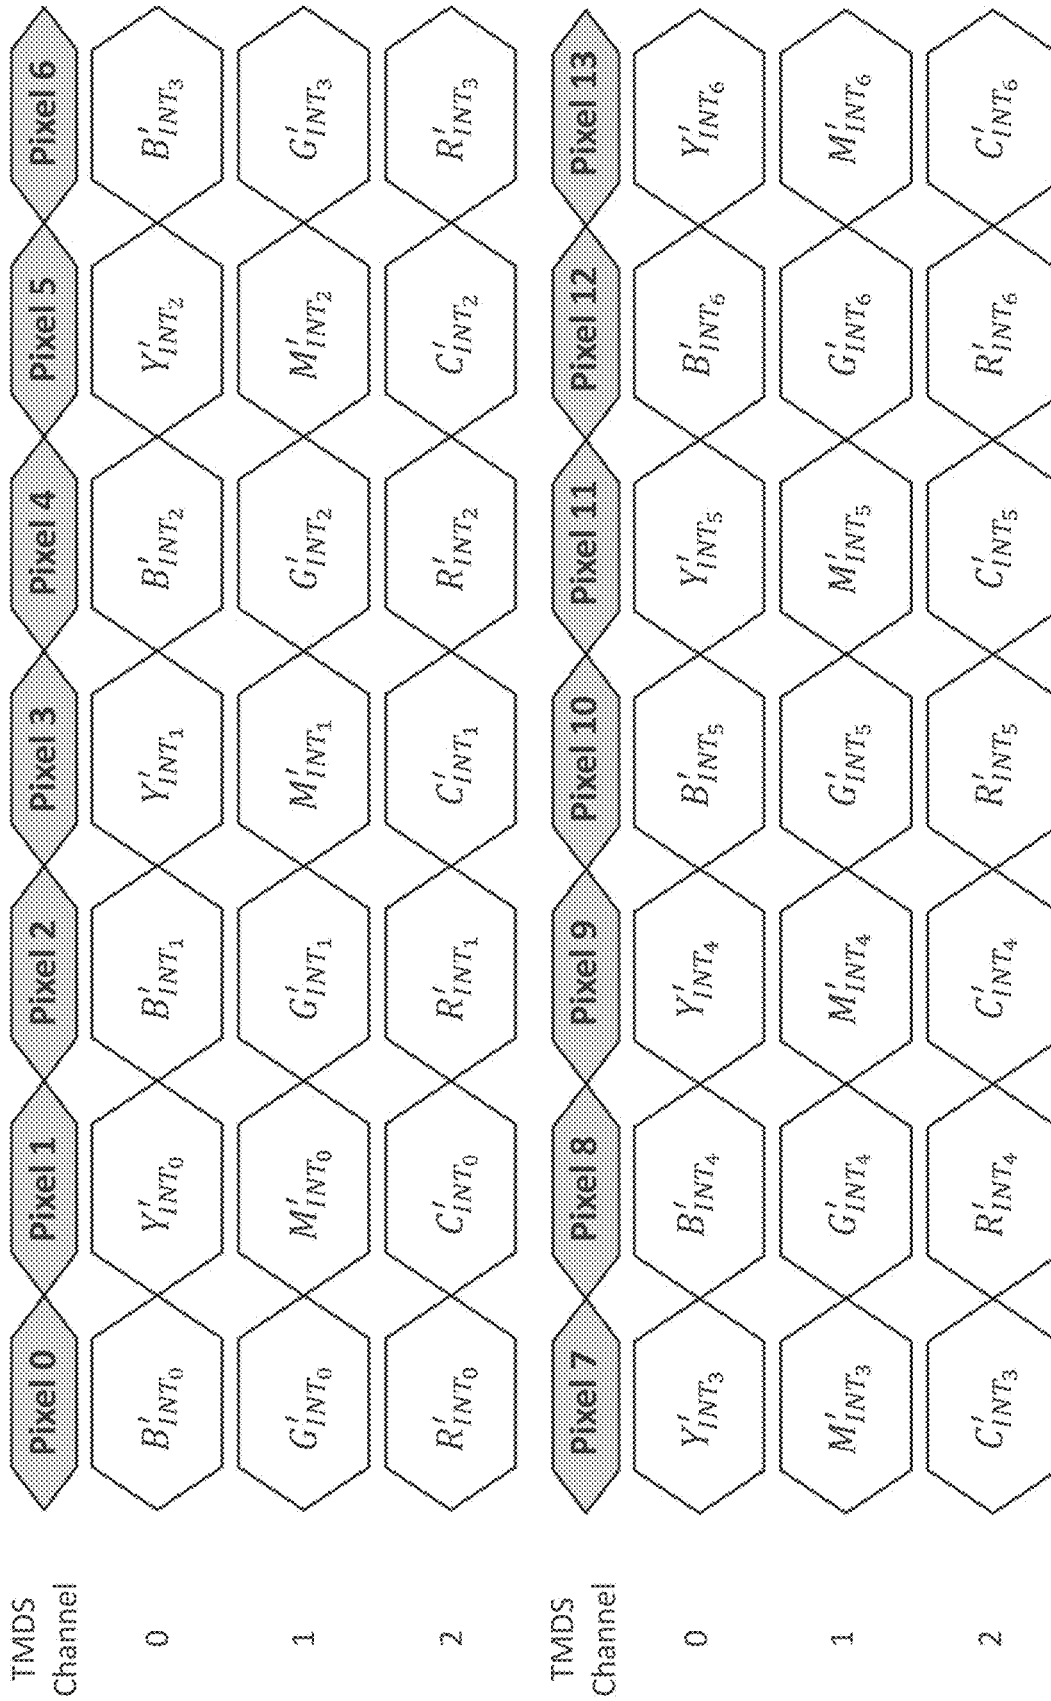 TMDS Channel Pixel 0 Pixel 1 Pixel 2 Pixel 3 Pixel 4 Pixel 5 Pixel 6
0 B'INT₀ Y'INT₀ B'INT₁ Y'INT₁ B'INT₂ Y'INT₂ B'INT₃
1 G'INT₀ M'INT₀ G'INT₁ M'INT₁ G'INT₂ M'INT₂ G'INT₃
2 R'INT₀ C'INT₀ R'INT₁ C'INT₁ R'INT₂ C'INT₂ R'INT₃
TMDS Channel Pixel 7 Pixel 8 Pixel 9 Pixel 10 Pixel 11 Pixel 12 Pixel 13
0 Y'INT₃ B'INT₄ Y'INT₄ B'INT₅ Y'INT₅ B'INT₆ Y'INT₆
1 M'INT₃ G'INT₄ M'INT₄ G'INT₅ M'INT₅ G'INT₆ M'INT₆
2 C'INT₃ R'INT₄ C'INT₄ R'INT₅ C'INT₅ R'INT₆ C'INT₆